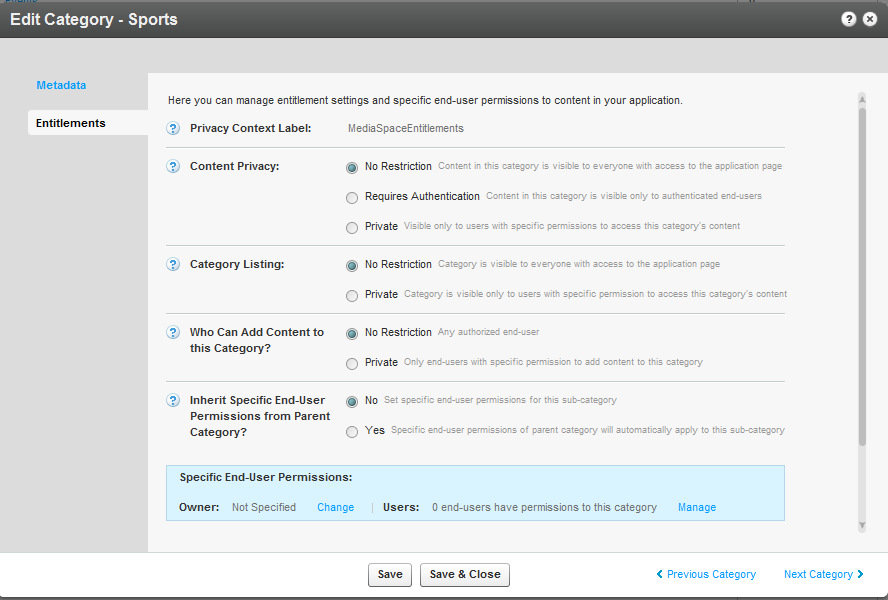 Edit Category - Sports
Metadata
Entitlements
Here you can manage entitlement settings and specific end-user permissions to content in your application.
Privacy Context Label: MediaSpaceEntitlements
Content Privacy: No Restriction Content in this category is visible to everyone with access to the application page
Requires Authentication Content in this category is visible only to authenticated end-users
Private Visible only to users with specific permissions to access this category's content
Category Listing: No Restriction Category is visible to everyone with access to the application page
Private Category is visible only to users with specific permission to access this category's content
Who Can Add Content to No Restriction Any authorized end-user
this Category?
Private Only end-users with specific permission to add content to this category
Inherit Specific End-User No Set specific end-user permissions for this sub-category
Permissions from Parent
Category? Yes Specific end-user permissions of parent category will automatically apply to this sub-category
Specific End-User Permissions:
Owner: Not Specified Change | Users: 0 end-users have permissions to this category Manage
Save Save & Close Previous Category Next Category